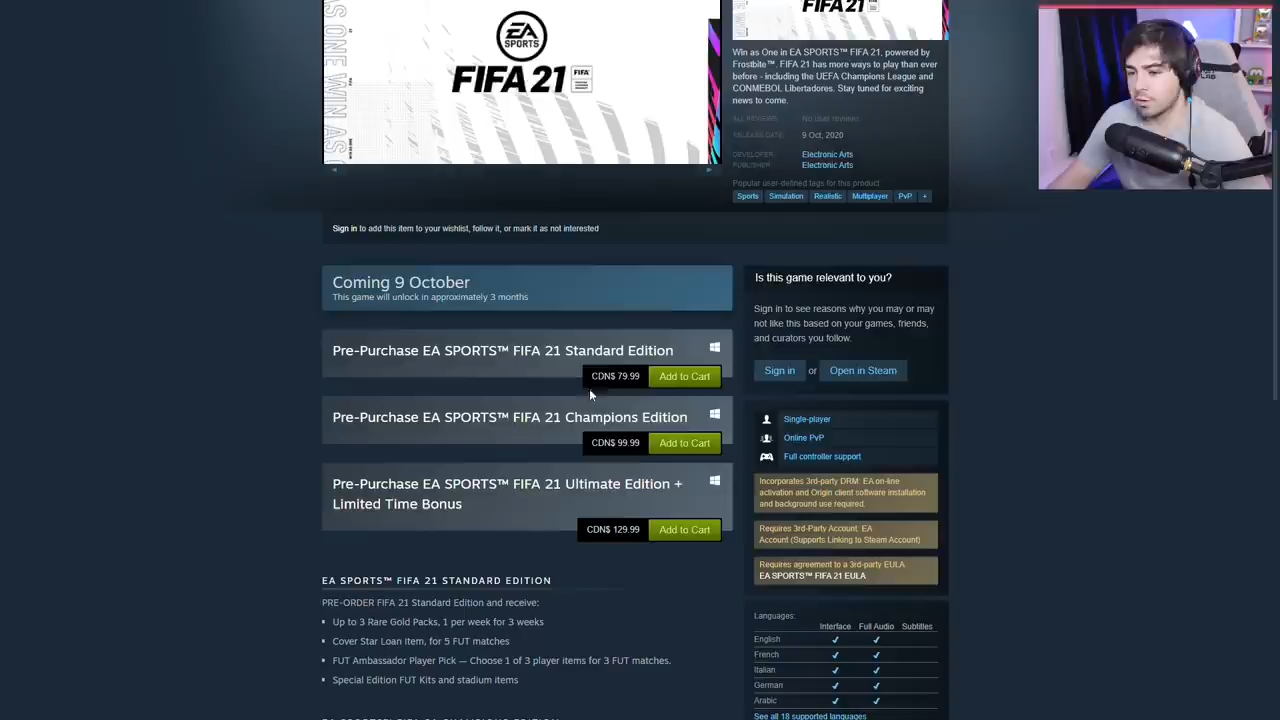 EA
SPORTS
FIFA 21
FIFA
FIFA 21
Win as One in EA SPORTS™ FIFA 21, powered by
Frostbite™. FIFA 21 has more ways to play than ever
before - including the UEFA Champions League and
CONMEBOL Libertadores. Stay tuned for exciting
news to come.
ALL REVIEWS: No user reviews
RELEASE DATE: 9 Oct, 2020
DEVELOPER: Electronic Arts
PUBLISHER: Electronic Arts
Popular user-defined tags for this product:
Sports Simulation Realistic Multiplayer PvP +
Sign in to add this item to your wishlist, follow it, or mark it as not interested
Coming 9 October
This game will unlock in approximately 3 months
Pre-Purchase EA SPORTS™ FIFA 21 Standard Edition
CDN$ 79.99 Add to Cart
Pre-Purchase EA SPORTS™ FIFA 21 Champions Edition
CDN$ 99.99 Add to Cart
Pre-Purchase EA SPORTS™ FIFA 21 Ultimate Edition +
Limited Time Bonus
CDN$ 129.99 Add to Cart
EA SPORTS™ FIFA 21 STANDARD EDITION
PRE-ORDER FIFA 21 Standard Edition and receive:
Up to 3 Rare Gold Packs, 1 per week for 3 weeks
Cover Star Loan Item, for 5 FUT matches
FUT Ambassador Player Pick — Choose 1 of 3 player items for 3 FUT matches.
Special Edition FUT Kits and stadium items
EA SPORTS™ FIFA 21 CHAMPIONS EDITION
Is this game relevant to you?
Sign in to see reasons why you may or may
not like this based on your games, friends,
and curators you follow.
Sign in or Open in Steam
Single-player
Online PvP
Full controller support
Incorporates 3rd-party DRM: EA on-line
activation and Origin client software installation
and background use required.
Requires 3rd-Party Account: EA
Account (Supports Linking to Steam Account)
Requires agreement to a 3rd-party EULA
EA SPORTS™ FIFA 21 EULA
Languages:
Interface Full Audio Subtitles
English ✔ ✔
French ✔ ✔
Italian ✔ ✔
German ✔ ✔
Arabic ✔ ✔
See all 18 supported languages